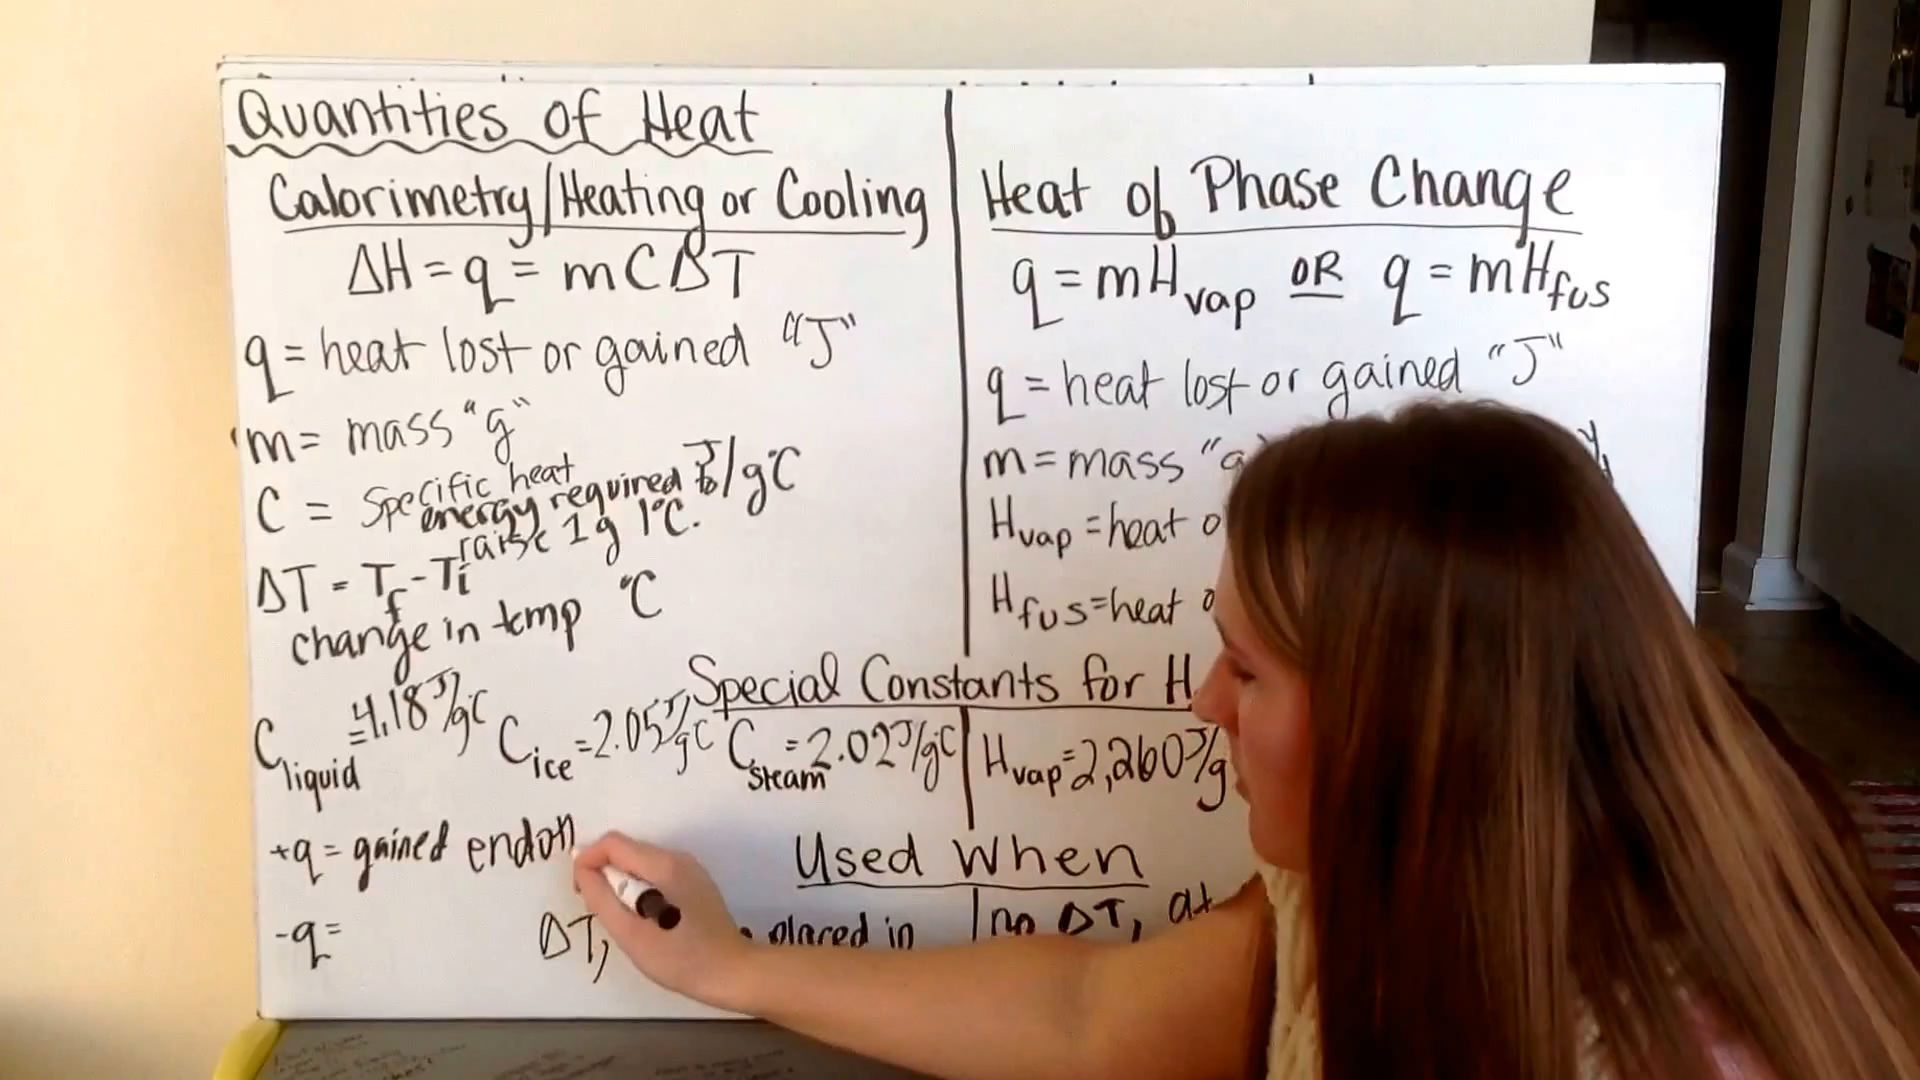 Quantities of Heat
Calorimetry/Heating or Cooling
ΔH = q = mCΔT
q = heat lost or gained "J"
m = mass "g"
C = Specific heat J/g°C
energy required to
raise 1g 1°C.
ΔT = Tf - Ti
change in temp °C
Heat of Phase Change
q = mHvap OR q = mHfus
q = heat lost or gained "J"
m = mass
Hvap = heat
Hfus = heat
Special Constants for H
Cliquid = 4.18 J/g°C Cice = 2.05 J/g°C Csteam = 2.02 J/g°C
Hvap = 2,260 J/g
+q = gained endo
-q =
Used When
ΔT, placed in
no ΔT, at